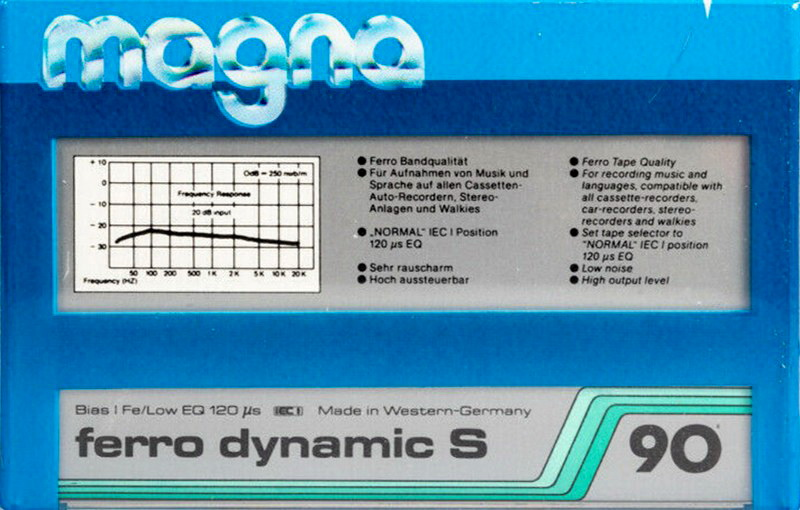 magna
+10
0
-10
-20
-30
0dB = 250 nwb/m
Frequency Response
20 dB input
50 100 200 500 1K 2K 5K 10K 20K
Frequency (HZ)
● Ferro Bandqualität
● Für Aufnahmen von Musik und
Sprache auf allen Cassetten-
Auto-Recordern, Stereo-
Anlagen und Walkies
● „NORMAL" IEC I Position
120 µs EQ
● Sehr rauscharm
● Hoch aussteuerbar
● Ferro Tape Quality
● For recording music and
languages, compatible with
all cassette-recorders,
car-recorders, stereo-
recorders and walkies
● Set tape selector to
"NORMAL" IEC I position
120 µs EQ
● Low noise
● High output level
Bias I Fe/Low EQ 120 µs IEC I Made in Western-Germany
ferro dynamic S
90